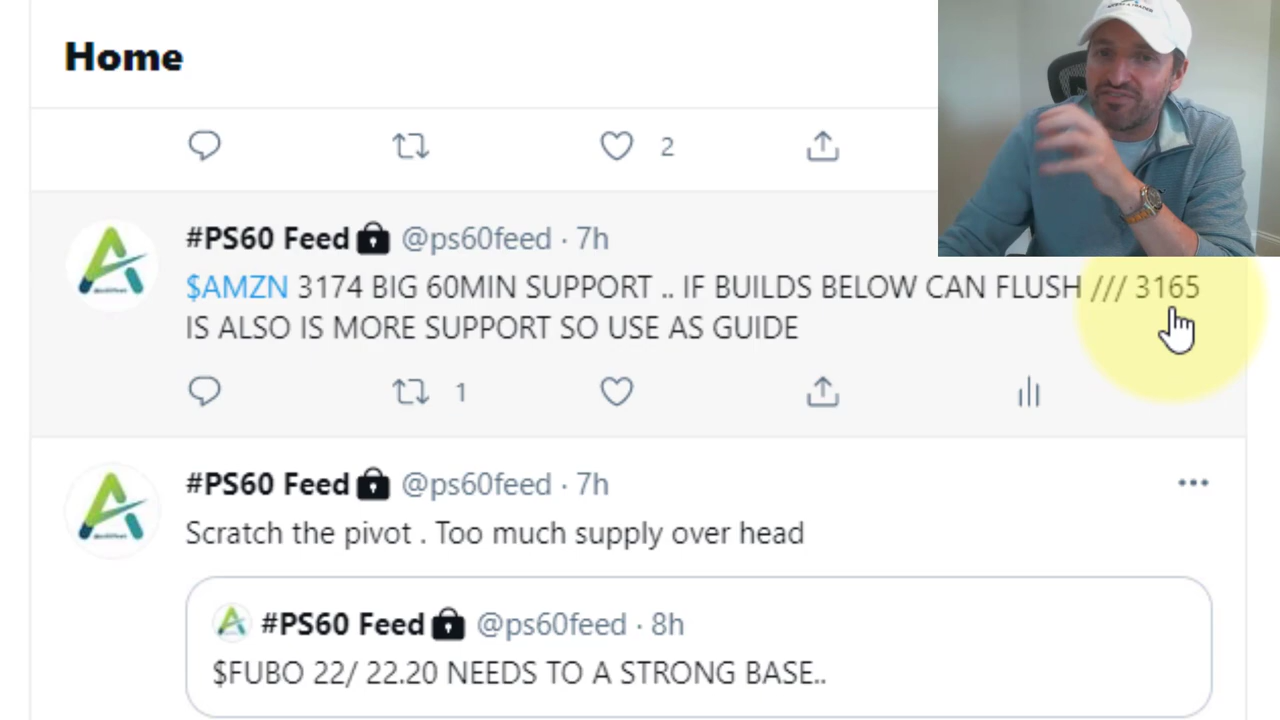 Home
2
#PS60 Feed @ps60feed · 7h
$AMZN 3174 BIG 60MIN SUPPORT .. IF BUILDS BELOW CAN FLUSH /// 3165
IS ALSO IS MORE SUPPORT SO USE AS GUIDE
1
#PS60 Feed @ps60feed · 7h
Scratch the pivot . Too much supply over head
#PS60 Feed @ps60feed · 8h
$FUBO 22/ 22.20 NEEDS TO A STRONG BASE..